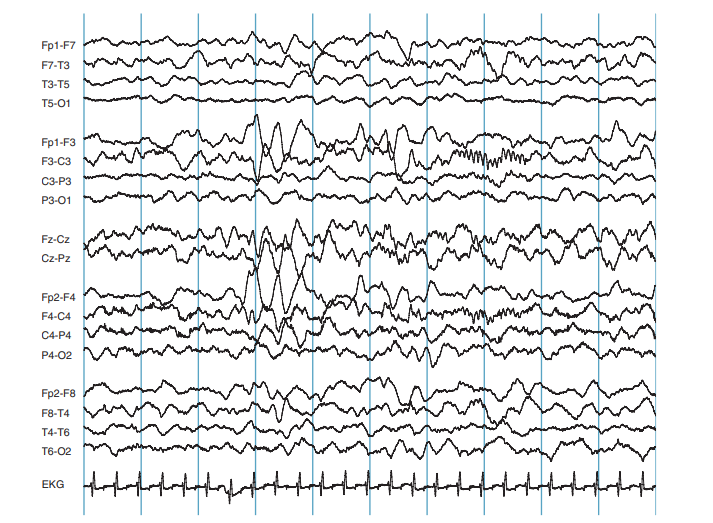 Fp1-F7
F7-T3
T3-T5
T5-O1
Fp1-F3
F3-C3
C3-P3
P3-O1
Fz-Cz
Cz-Pz
Fp2-F4
F4-C4
C4-P4
P4-O2
Fp2-F8
F8-T4
T4-T6
T6-O2
EKG